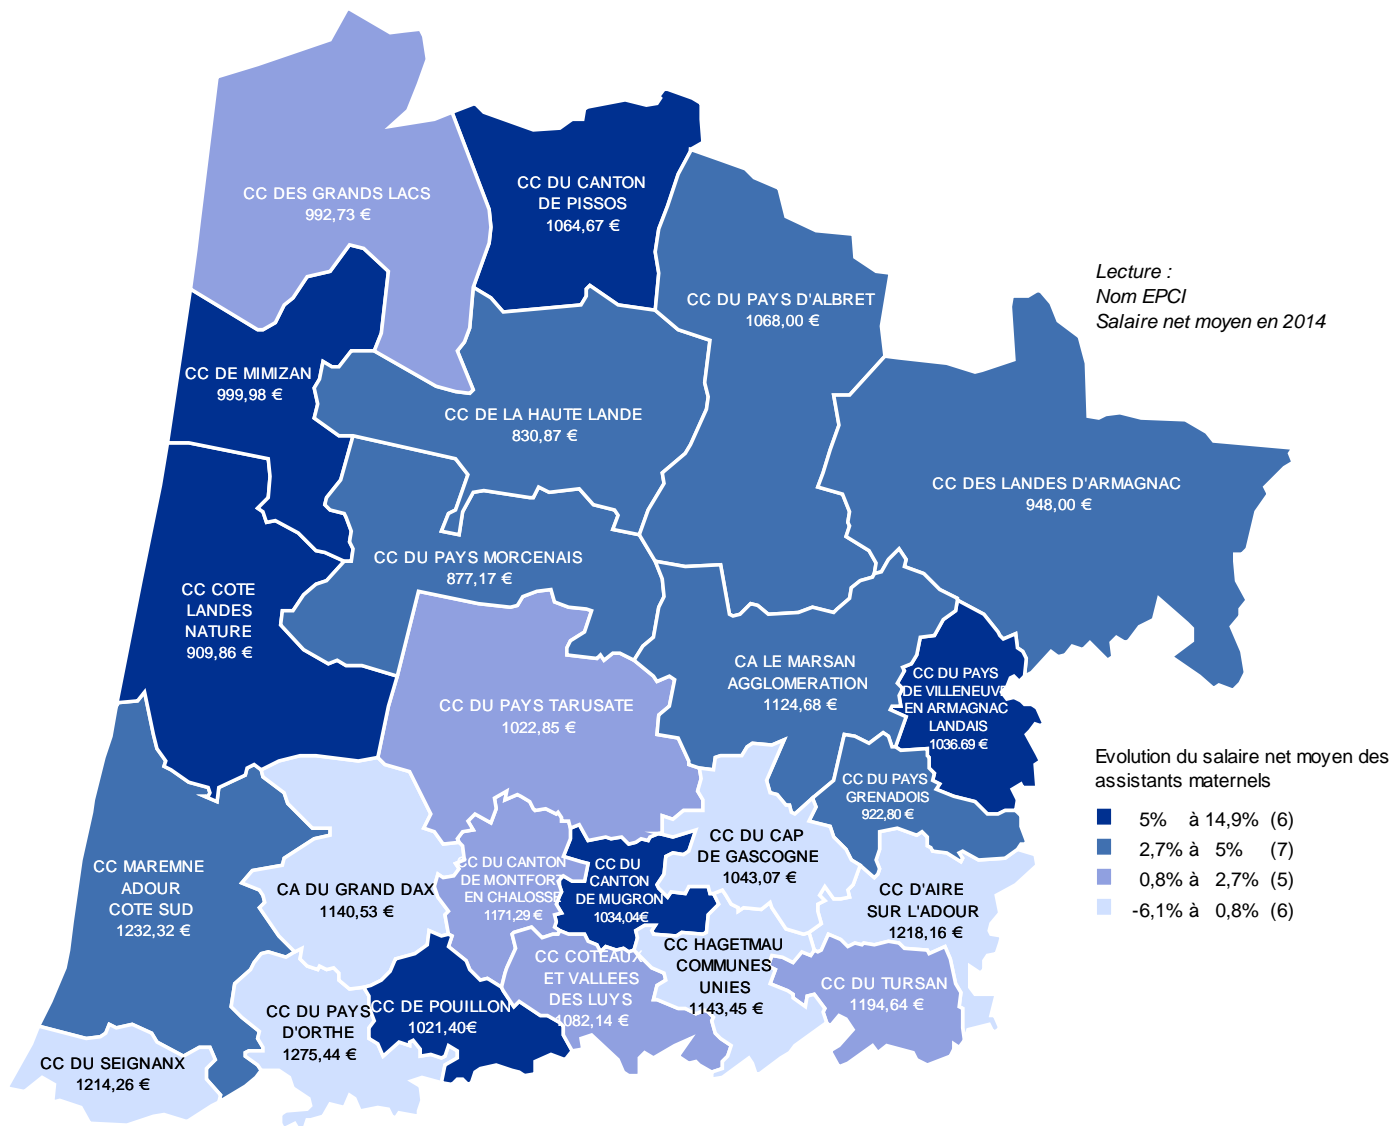 CC DES GRANDS LACS
992,73 €
CC DU CANTON
DE PISSOS
1064,67 €
CC DU PAYS D'ALBRET
1068,00 €
Lecture :
Nom EPCI
Salaire net moyen en 2014
CC DE MIMIZAN
999,98 €
CC DE LA HAUTE LANDE
830,87 €
CC DES LANDES D'ARMAGNAC
948,00 €
CC DU PAYS MORCENAIS
877,17 €
CC COTE
LANDES
NATURE
909,86 €
CA LE MARSAN
AGGLOMERATION
1124,68 €
CC DU PAYS
DE VILLENEUVE
EN ARMAGNAC
LANDAIS
1036.69 €
CC DU PAYS TARUSATE
1022,85 €
CC DU PAYS
GRENADOIS
922,80 €
Evolution du salaire net moyen des
assistants maternels
5% à 14,9% (6)
2,7% à 5% (7)
0,8% à 2,7% (5)
-6,1% à 0,8% (6)
CC MAREMNE
ADOUR
COTE SUD
1232,32 €
CA DU GRAND DAX
1140,53 €
CC DU CANTON
DE MONTFORT
EN CHALOSSE
1171,29 €
CC DU
CANTON
DE MUGRON
1034,04€
CC DU CAP
DE GASCOGNE
1043,07 €
CC D'AIRE
SUR L'ADOUR
1218,16 €
CC HAGETMAU
COMMUNES
UNIES
1143,45 €
CC COTEAUX
ET VALLEES
DES LUYS
1082,14 €
CC DU TURSAN
1194,64 €
CC DU PAYS
D'ORTHE
1275,44 €
CC DE POUILLON
1021,40€
CC DU SEIGNANX
1214,26 €